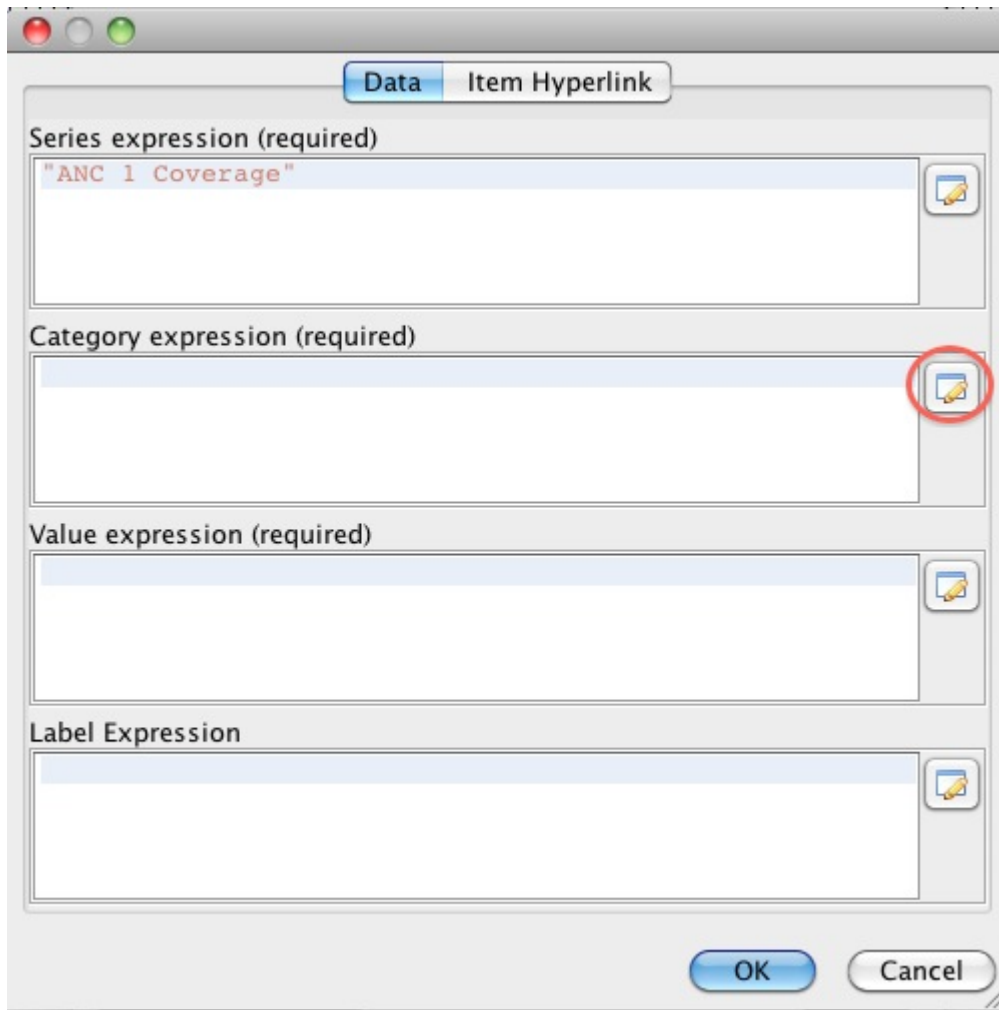 Data Item Hyperlink
Series expression (required)
"ANC 1 Coverage"
Category expression (required)
Value expression (required)
Label Expression
OK Cancel